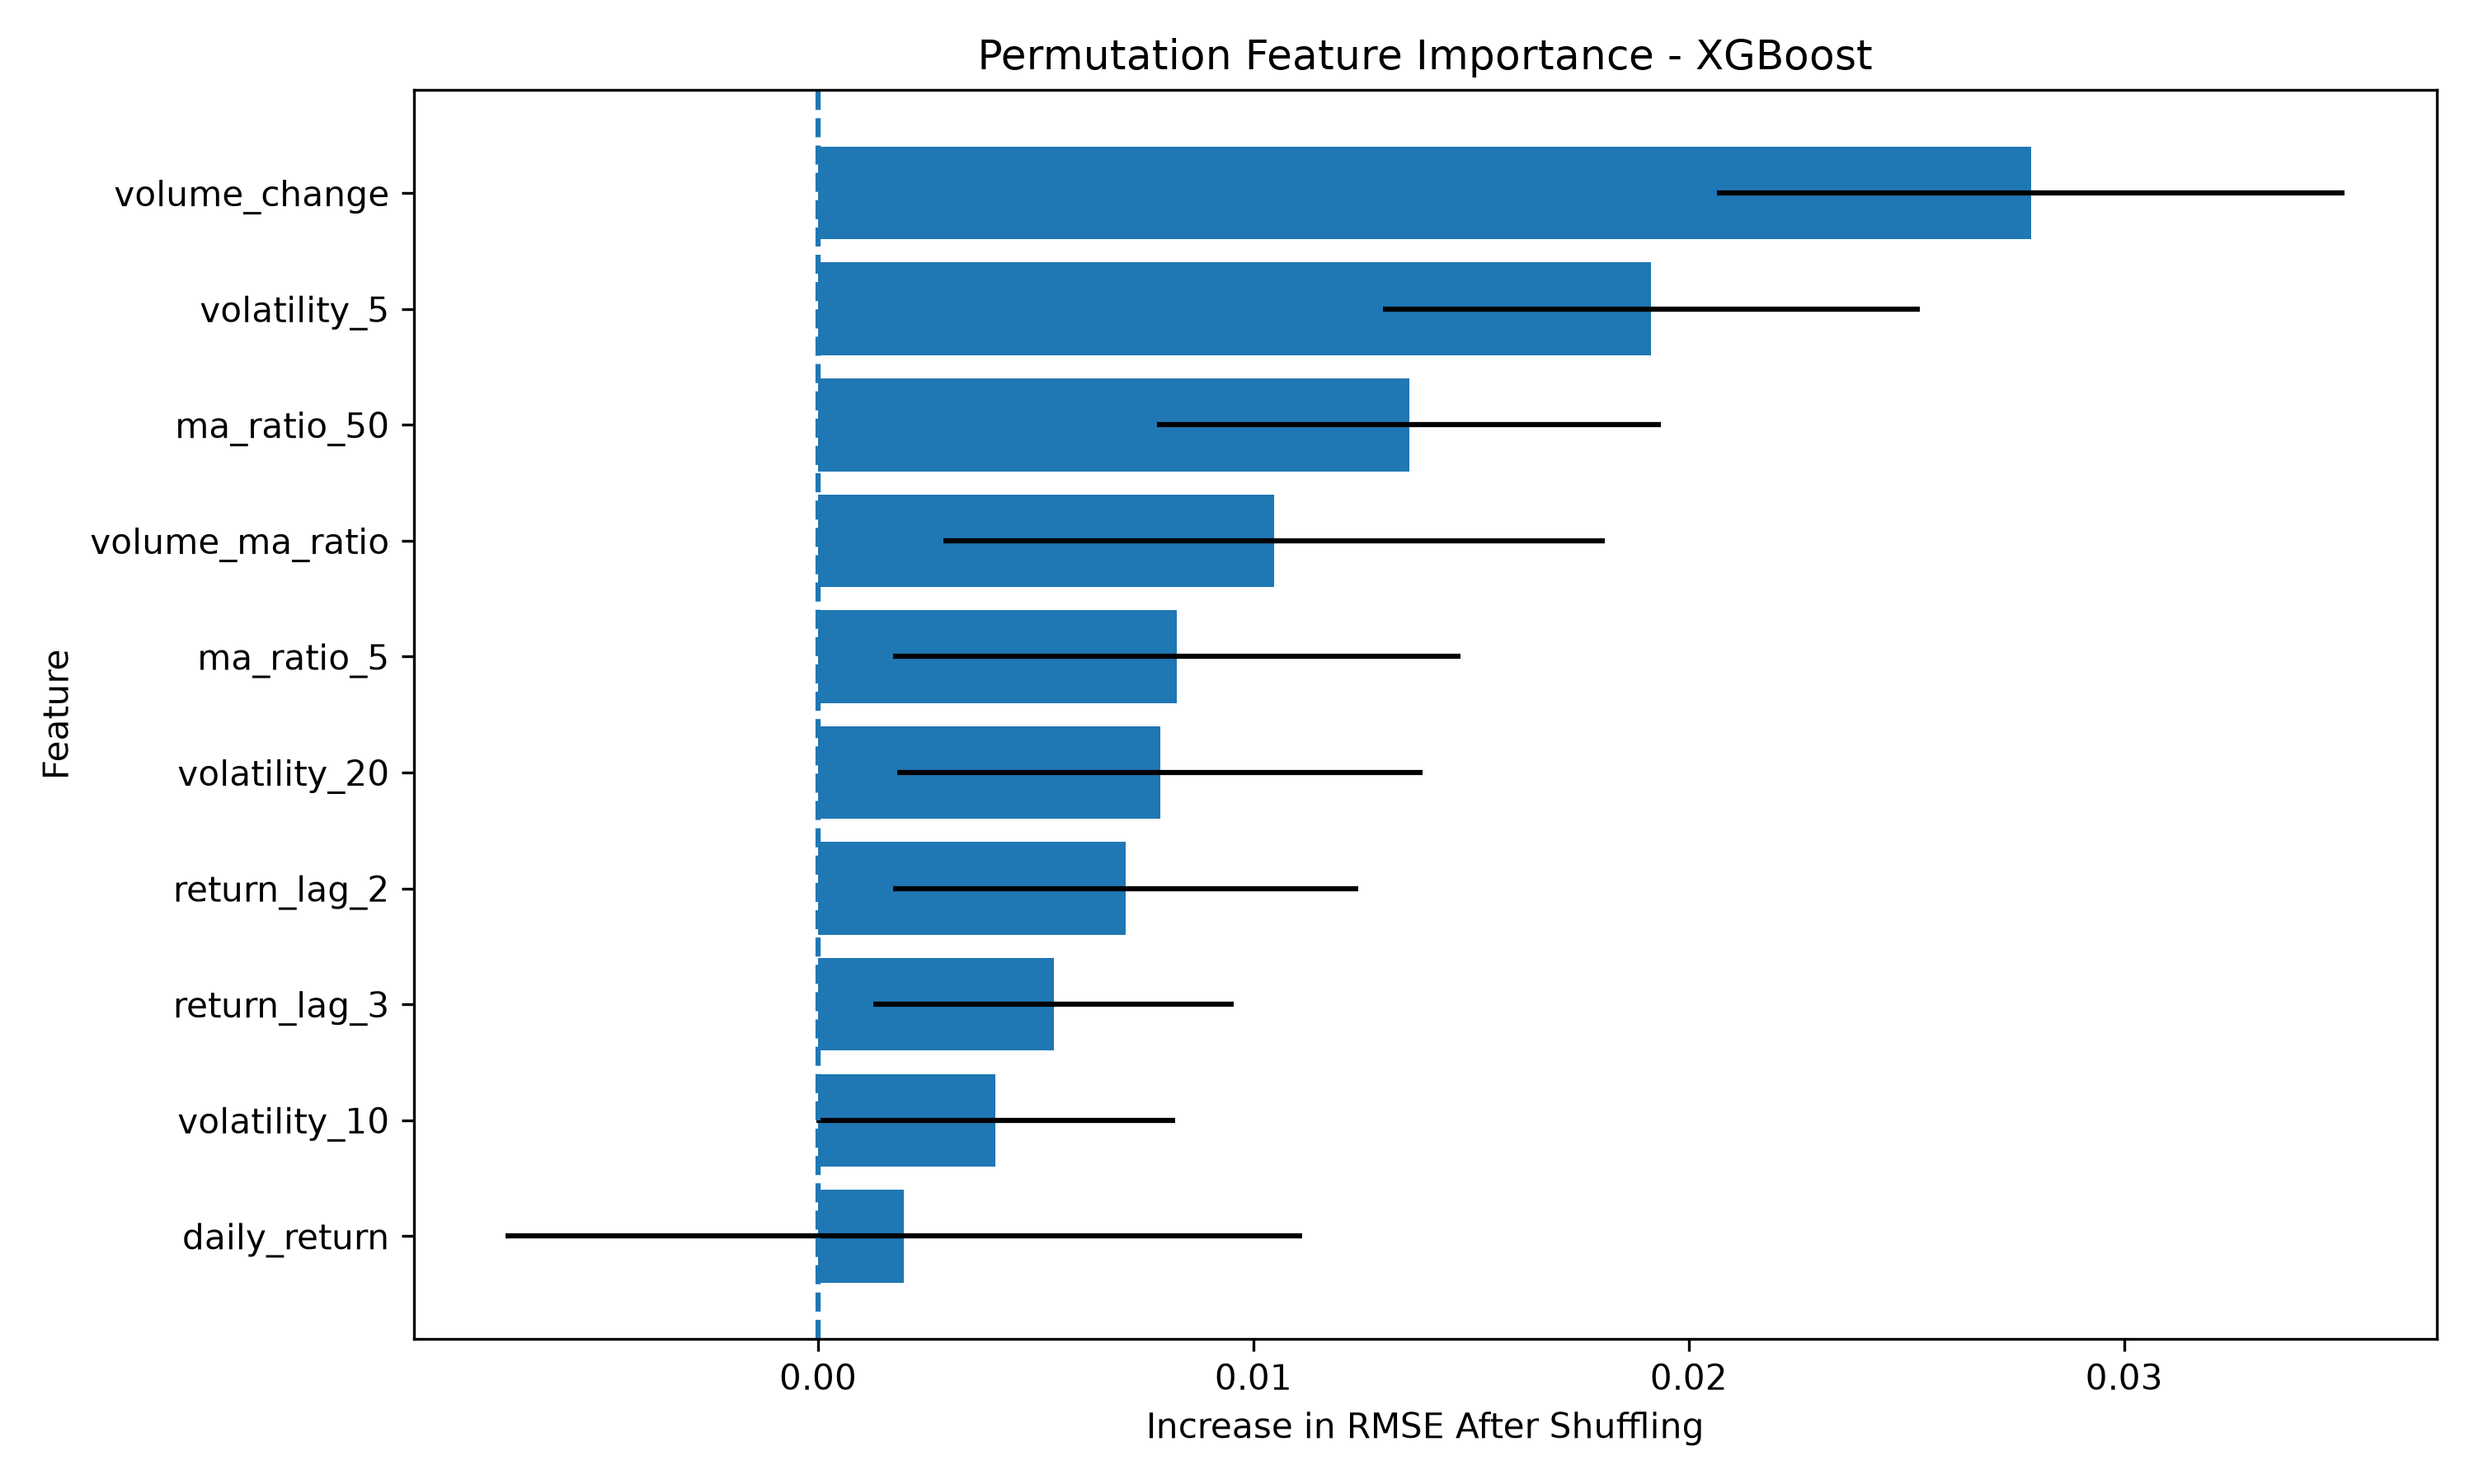 Permutation Feature Importance - XGBoost
volume_change
volatility_5
ma_ratio_50
volume_ma_ratio
ma_ratio_5
volatility_20
return_lag_2
return_lag_3
volatility_10
daily_return
Feature
0.00 0.01 0.02 0.03
Increase in RMSE After Shuffling